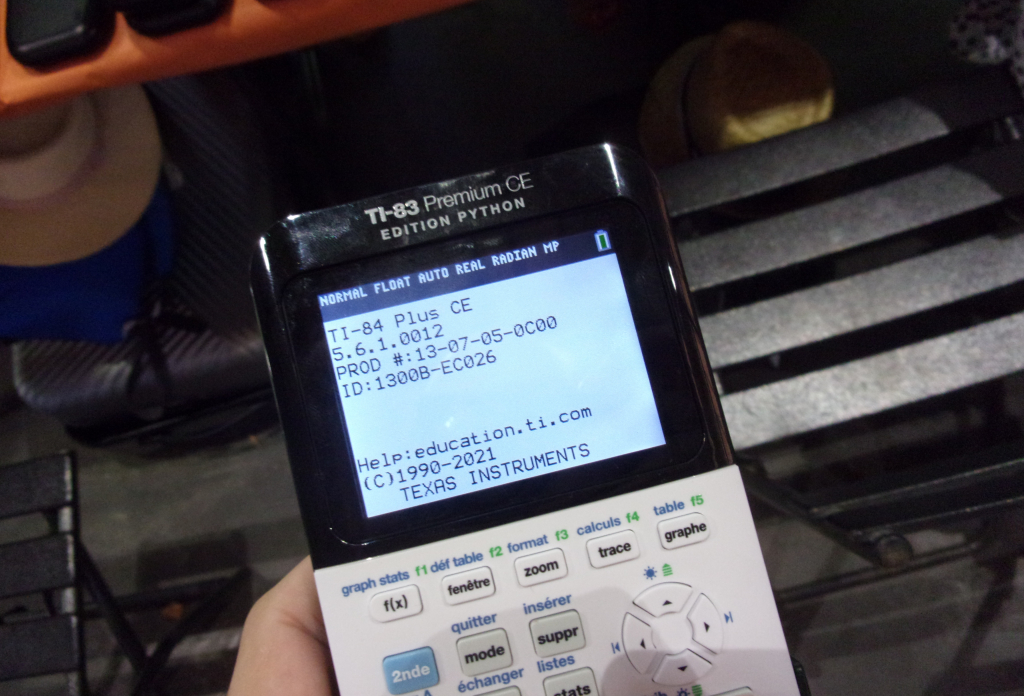 TI-83 Premium CE
EDITION PYTHON
NORMAL FLOAT AUTO REAL RADIAN MP
TI-84 Plus CE
5.6.1.0012
PROD #:13-07-05-0C00
ID:1300B-EC026
Help:education.ti.com
(C)1990-2021
TEXAS INSTRUMENTS
graph stats f1 déf table f2 format f3 calculs f4 table f5
f(x) fenêtre zoom trace graphe
quitter insérer
2nde mode suppr
A échanger listes
stats